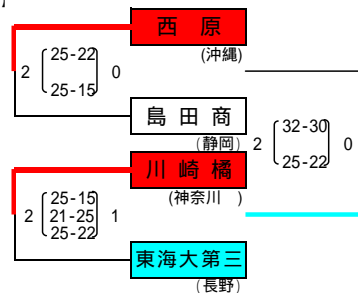 】
西 原
(沖縄)
2 25-22 0
25-15
島 田 商
(静岡)
2 32-30 0
25-22
川 崎 橘
(神奈川 )
2 25-15 1
21-25
25-22
東海大第三
(長野)